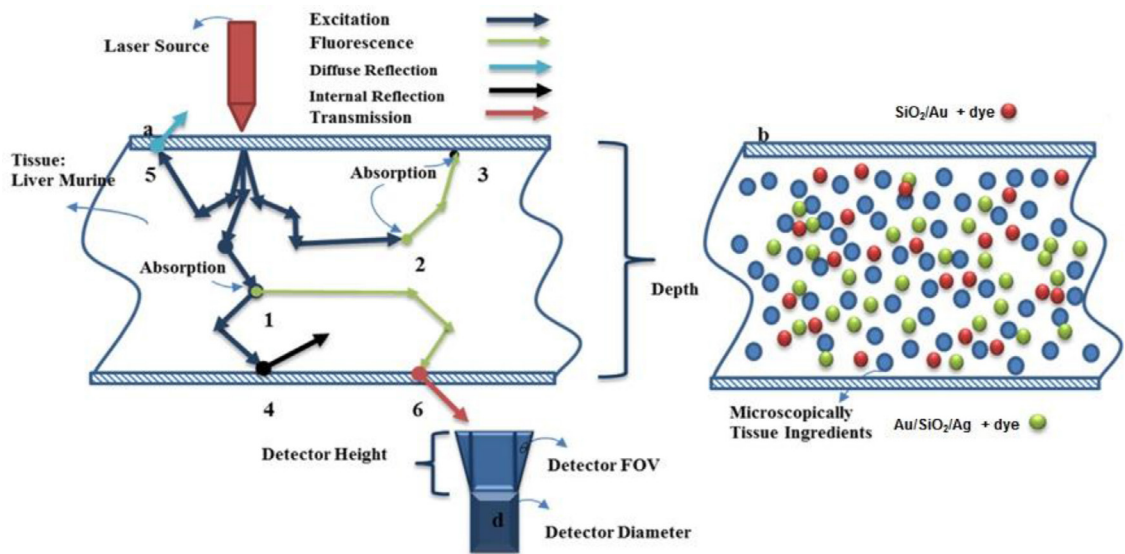 Laser Source
Excitation
Fluorescence
Diffuse Reflection
Internal Reflection
Transmission
a
5
Tissue:
Liver Murine
Absorption
3
2
Absorption
1
4
6
Depth
Detector Height
θ
Detector FOV
d
Detector Diameter
SiO₂/Au + dye
b
Microscopically
Tissue Ingredients
Au/SiO₂/Ag + dye